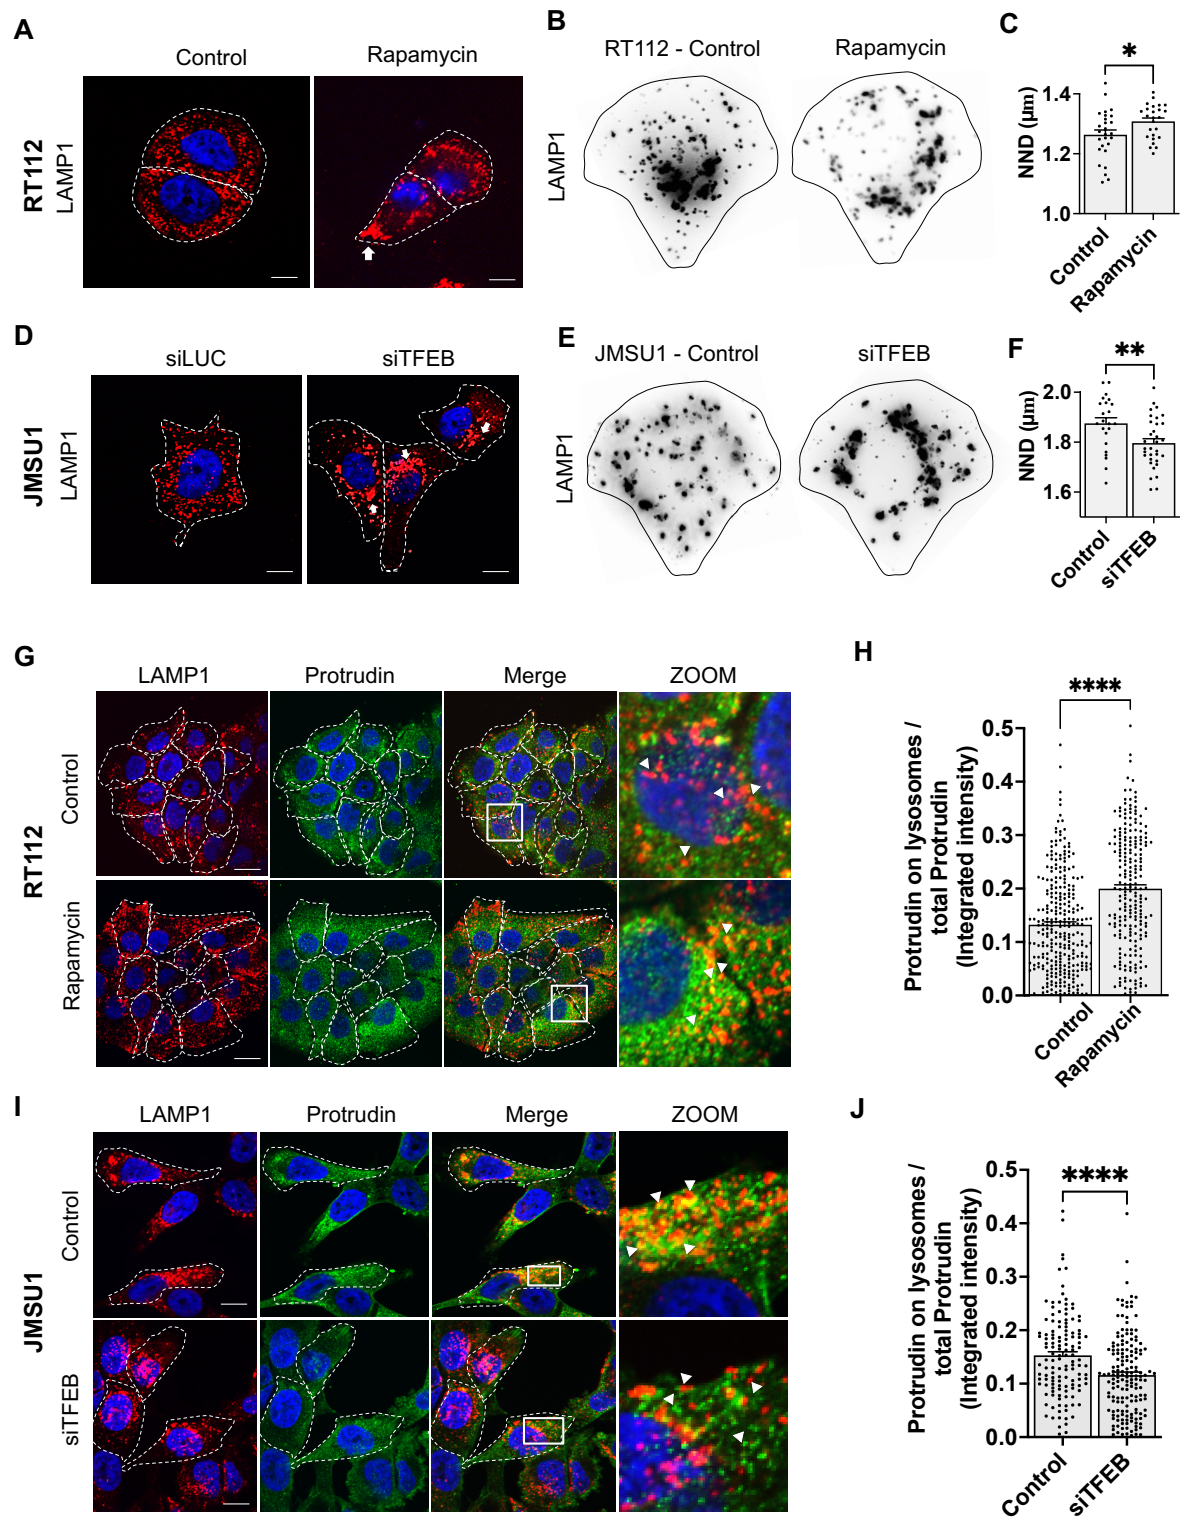 A
Control
Rapamycin
RT112
LAMP1
B
RT112 - Control
Rapamycin
LAMP1
C
*
NND (µm)
1.4
1.2
1.0
Control
Rapamycin
D
siLUC
siTFEB
JMSU1
LAMP1
E
JMSU1 - Control
siTFEB
LAMP1
F
**
NND (µm)
2.0
1.8
1.6
Control
siTFEB
G
LAMP1
Protrudin
Merge
ZOOM
RT112
Control
Rapamycin
H
****
Protrudin on lysosomes /
total Protrudin
(Integrated intensity)
0.5
0.4
0.3
0.2
0.1
0.0
Control
Rapamycin
I
LAMP1
Protrudin
Merge
ZOOM
JMSU1
Control
siTFEB
J
****
Protrudin on lysosomes /
total Protrudin
(Integrated intensity)
0.5
0.4
0.3
0.2
0.1
0.0
Control
siTFEB